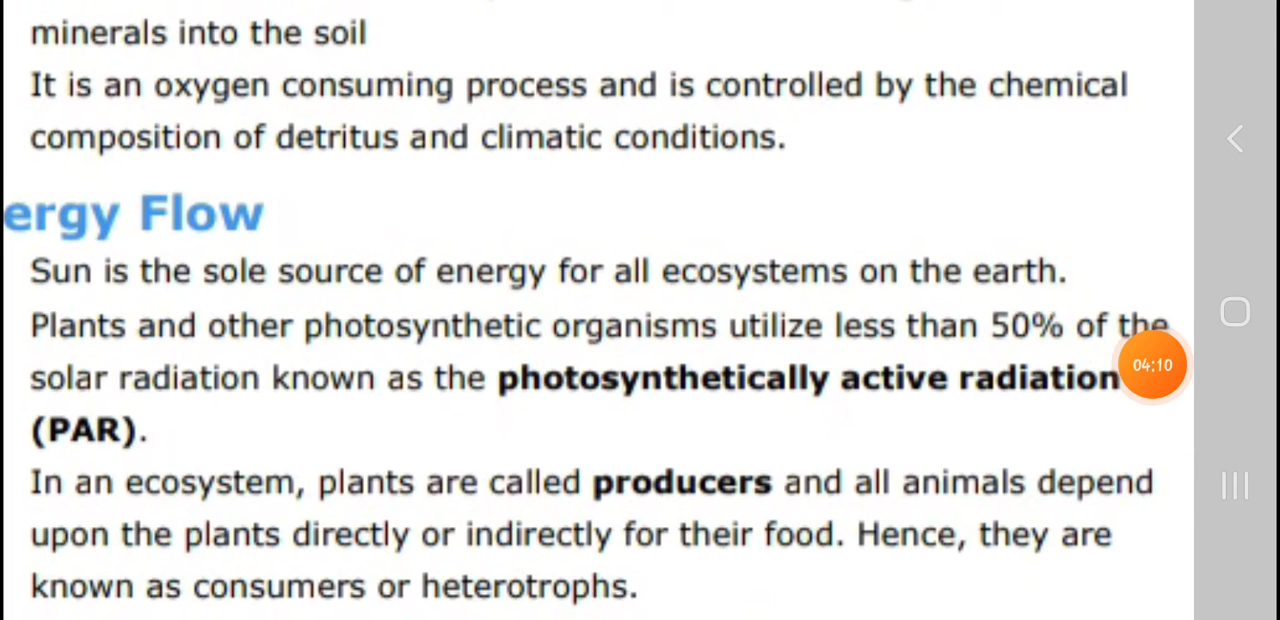 minerals into the soil
It is an oxygen consuming process and is controlled by the chemical
composition of detritus and climatic conditions.
ergy Flow
Sun is the sole source of energy for all ecosystems on the earth.
Plants and other photosynthetic organisms utilize less than 50% of the
solar radiation known as the photosynthetically active radiation
(PAR).
In an ecosystem, plants are called producers and all animals depend
upon the plants directly or indirectly for their food. Hence, they are
known as consumers or heterotrophs.
04:10